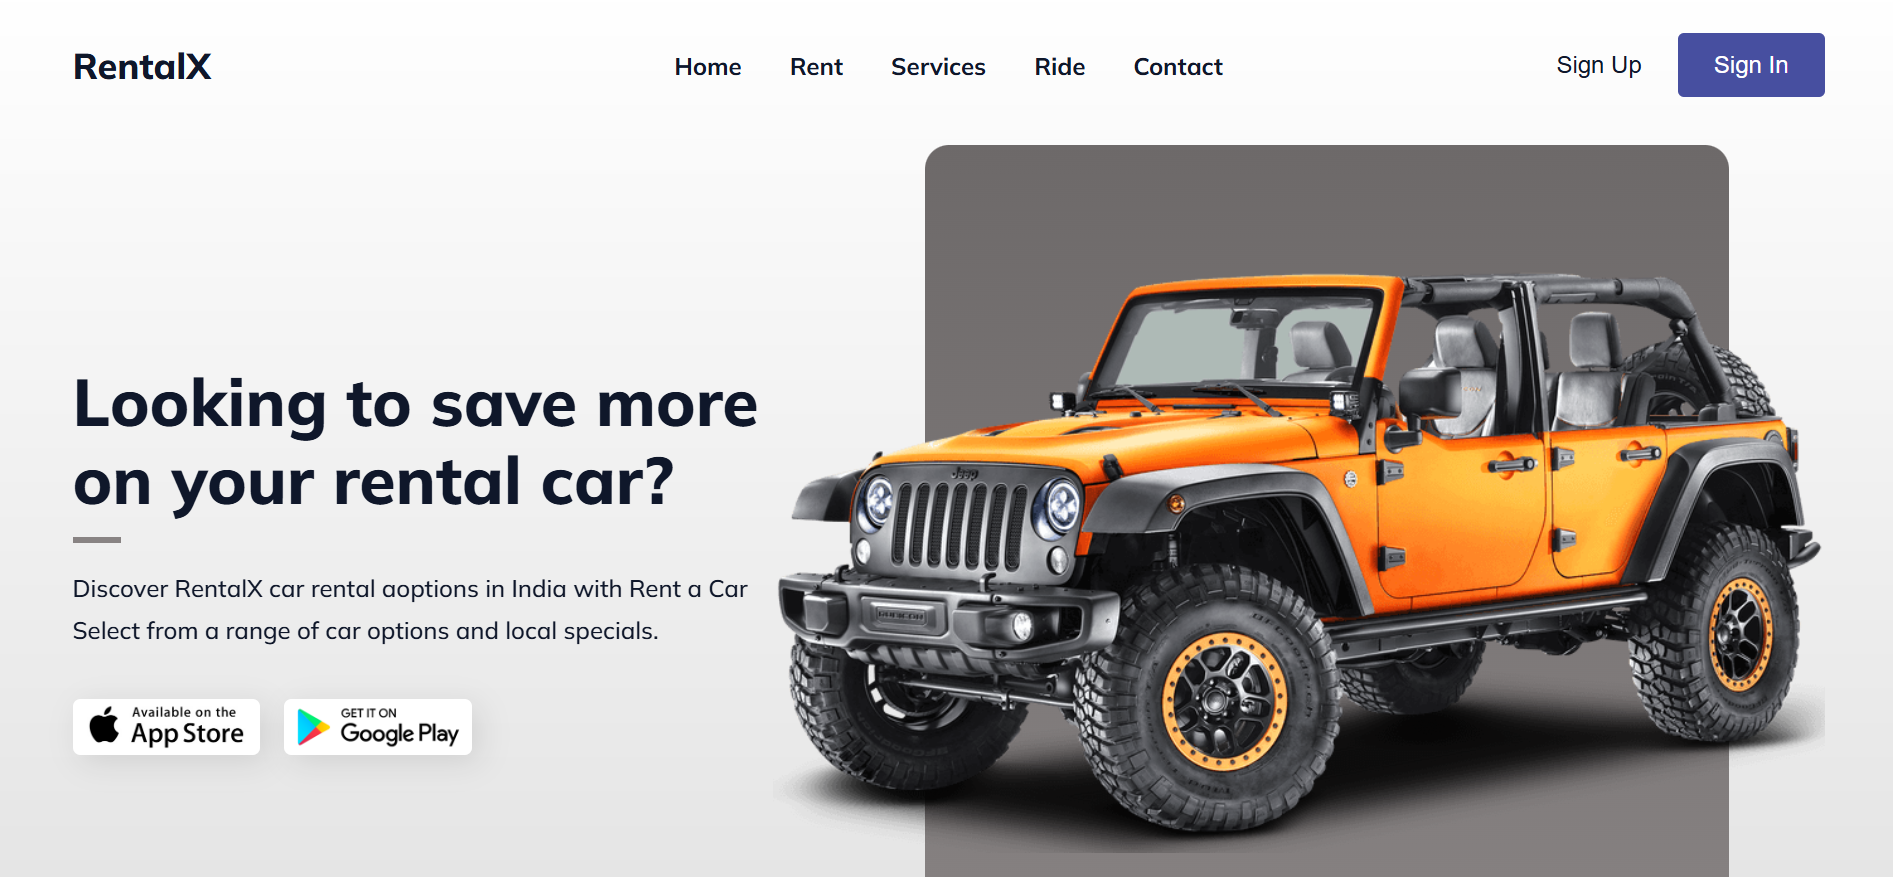 RentalX
Home Rent Services Ride Contact
Sign Up Sign In
Looking to save more
on your rental car?
Discover RentalX car rental aoptions in India with Rent a Car
Select from a range of car options and local specials.
Available on the
App Store
GET IT ON
Google Play
Jeep
RUBICON